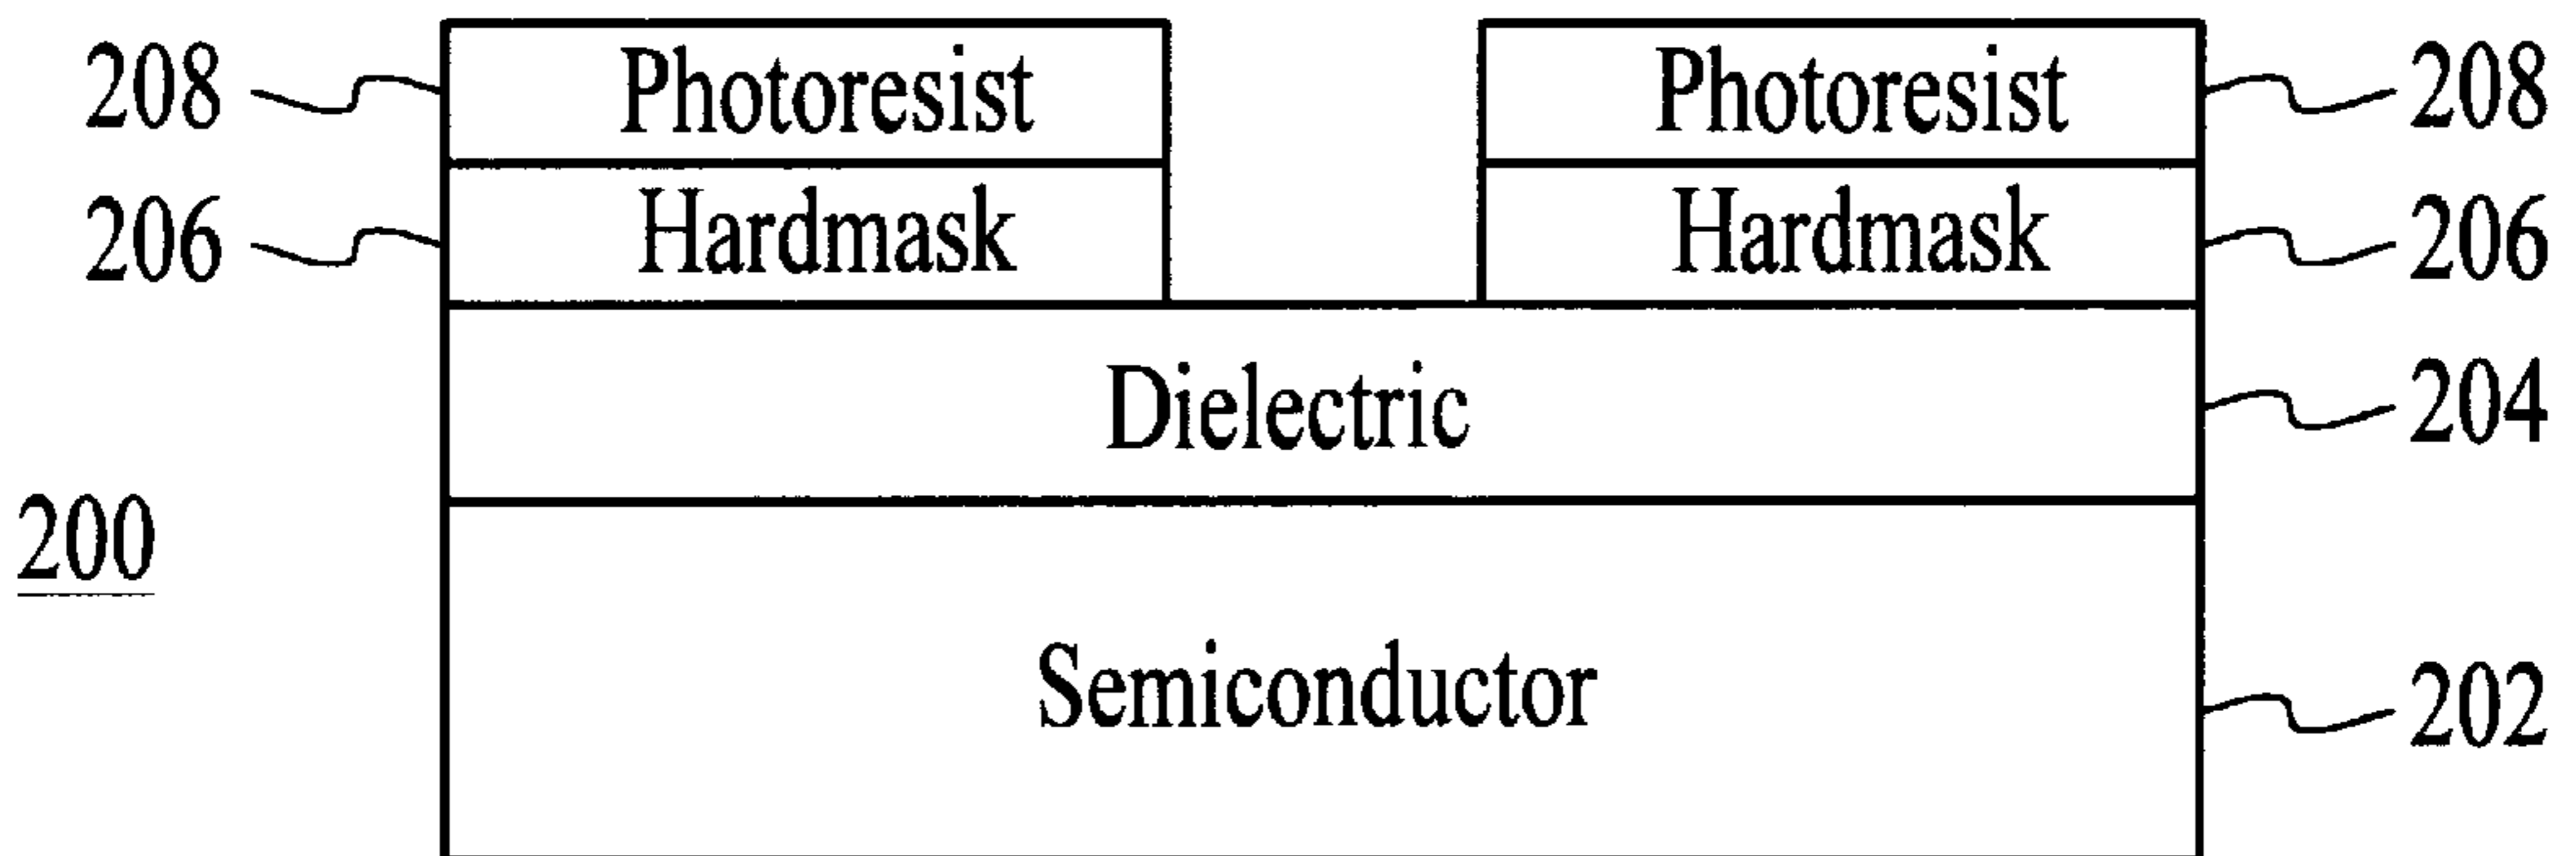 208 Photoresist Photoresist 208
206 Hardmask Hardmask 206
Dielectric 204
200
Semiconductor 202